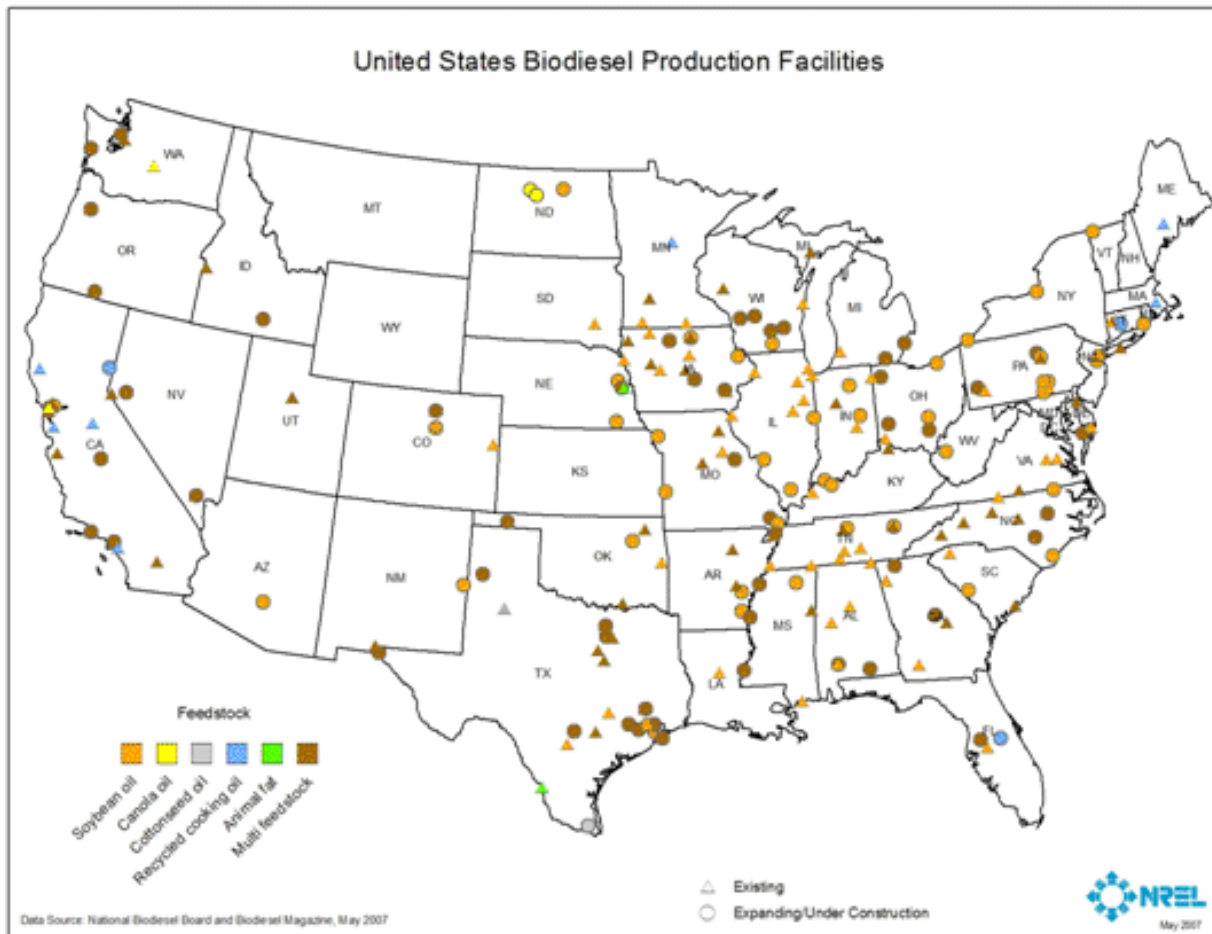 United States Biodiesel Production Facilities
WA
ME
MT
ND
MN
VT
NH
OR
ID
MI
SD
WI
NY
MA
WY
MI
PA
NE
IL
IN
OH
NV
UT
CO
WV
CA
VA
KS
MO
KY
NC
TN
OK
AZ
NM
AR
SC
MS
AL
TX
LA
FL
Feedstock
Soybean oil
Canola oil
Cottonseed oil
Recycled cooking oil
Animal fat
Multi feedstock
Existing
Expanding/Under Construction
NREL
May 2007
Data Source: National Biodiesel Board and Biodiesel Magazine, May 2007